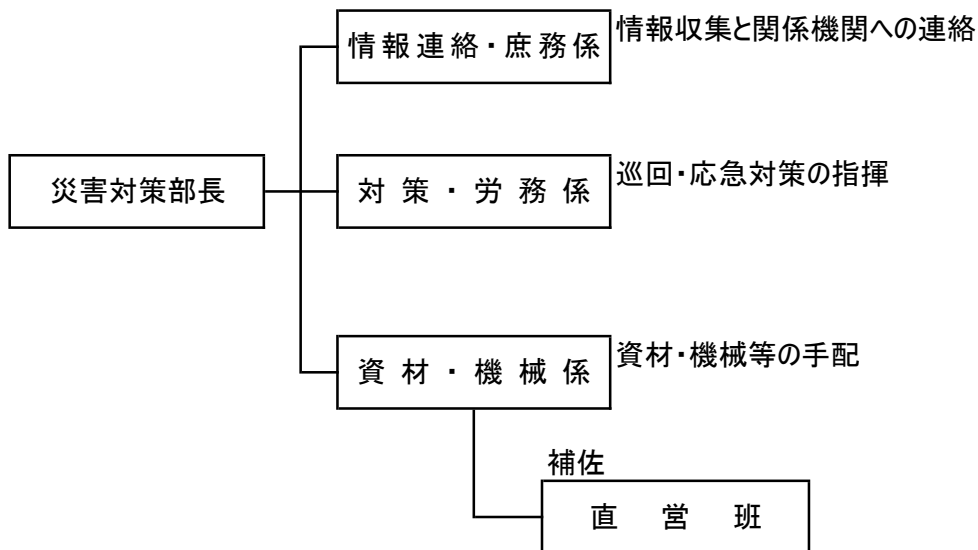 情報連絡・庶務係
情報収集と関係機関への連絡
災害対策部長
対策・労務係
巡回・応急対策の指揮
資材・機械係
資材・機械等の手配
補佐
直営班